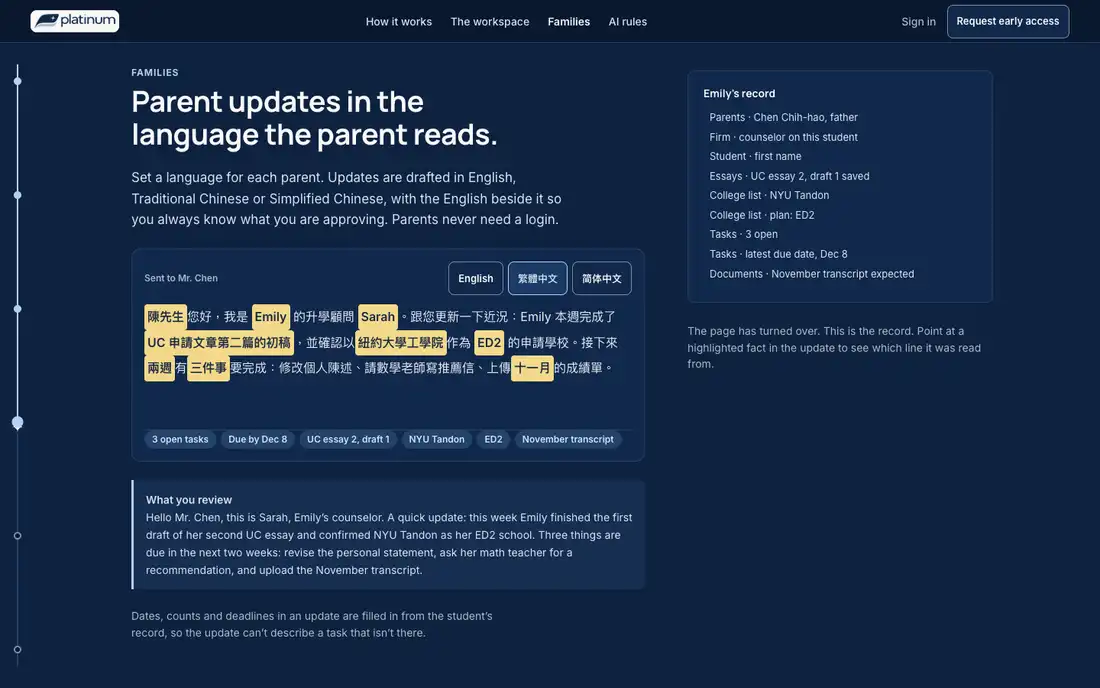 platinum
How it works
The workspace
Families
AI rules
Sign in
Request early access
FAMILIES
Parent updates in the
language the parent reads.
Set a language for each parent. Updates are drafted in English,
Traditional Chinese or Simplified Chinese, with the English beside it so
you always know what you are approving. Parents never need a login.
Sent to Mr. Chen
English
繁體中文
简体中文
陳先生您好，我是 Emily 的升學顧問 Sarah。跟您更新一下近況：Emily 本週完成了
UC 申請文章第二篇的初稿，並確認以紐約大學工學院作為 ED2 的申請學校。接下來
兩週有三件事要完成：修改個人陳述、請數學老師寫推薦信、上傳十一月的成績單。
3 open tasks
Due by Dec 8
UC essay 2, draft 1
NYU Tandon
ED2
November transcript
What you review
Hello Mr. Chen, this is Sarah, Emily’s counselor. A quick update: this week Emily finished the first
draft of her second UC essay and confirmed NYU Tandon as her ED2 school. Three things are
due in the next two weeks: revise the personal statement, ask her math teacher for a
recommendation, and upload the November transcript.
Dates, counts and deadlines in an update are filled in from the student’s
record, so the update can’t describe a task that isn’t there.
Emily’s record
Parents · Chen Chih-hao, father
Firm · counselor on this student
Student · first name
Essays · UC essay 2, draft 1 saved
College list · NYU Tandon
College list · plan: ED2
Tasks · 3 open
Tasks · latest due date, Dec 8
Documents · November transcript expected
The page has turned over. This is the record. Point at a
highlighted fact in the update to see which line it was read
from.